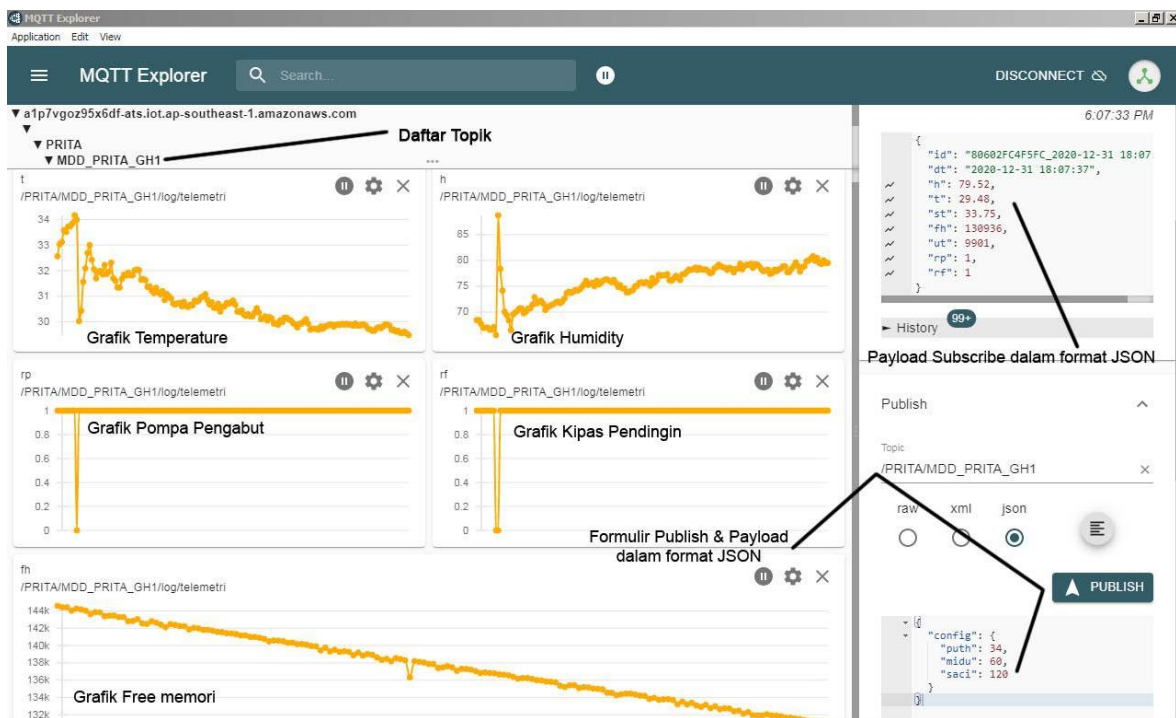 MQTT Explorer
Application Edit View
MQTT Explorer
Search...
DISCONNECT
▼ a1p7vgoz95x6df-ats.iot.ap-southeast-1.amazonaws.com
▼
▼ PRITA
▼ MDD_PRITA_GH1
Daftar Topik
...
t
/PRITA/MDD_PRITA_GH1/log/telemetri
34
33
32
31
30
Grafik Temperature
h
/PRITA/MDD_PRITA_GH1/log/telemetri
85
80
75
70
Grafik Humidity
rp
/PRITA/MDD_PRITA_GH1/log/telemetri
1
0.8
0.6
0.4
0.2
0
Grafik Pompa Pengabut
rf
/PRITA/MDD_PRITA_GH1/log/telemetri
1
0.8
0.6
0.4
0.2
0
Grafik Kipas Pendingin
Formulir Publish & Payload
dalam format JSON
fh
/PRITA/MDD_PRITA_GH1/log/telemetri
144k
142k
140k
138k
136k
134k
132k
Grafik Free memori
6:07:33 PM
{
"id": "80602FC4F5FC_2020-12-31 18:07
"dt": "2020-12-31 18:07:37",
"h": 79.52,
"t": 29.48,
"st": 33.75,
"fh": 130936,
"ut": 9901,
"rp": 1,
"rf": 1
}
► History 99+
Payload Subscribe dalam format JSON
Publish
Topic
/PRITA/MDD_PRITA_GH1
raw xml json
PUBLISH
{
"config": {
"puth": 34,
"midu": 60,
"saci": 120
}
}